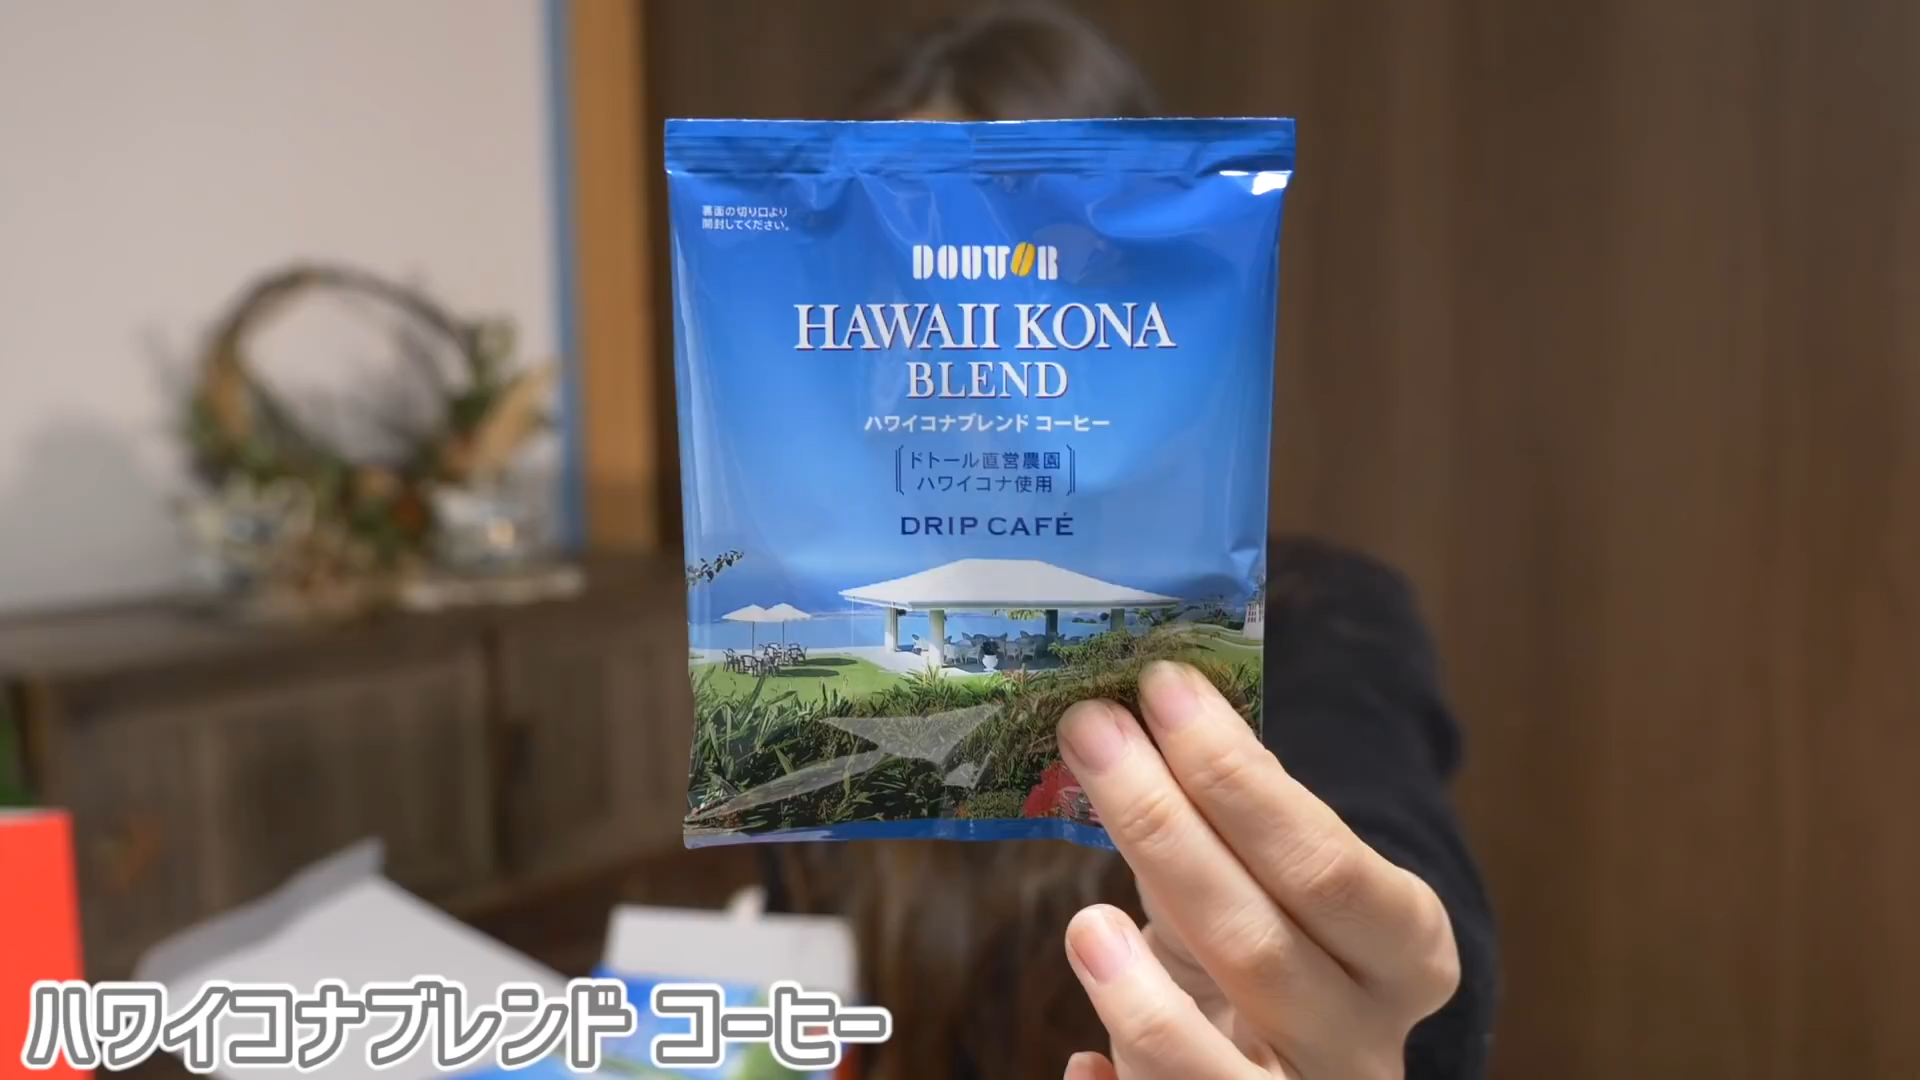 裏面の切り口より
開封してください。
DOUTOR
HAWAII KONA
BLEND
ハワイコナブレンド コーヒー
ドトール直営農園
ハワイコナ使用
DRIP CAFÉ
ハワイコナブレンド コーヒー